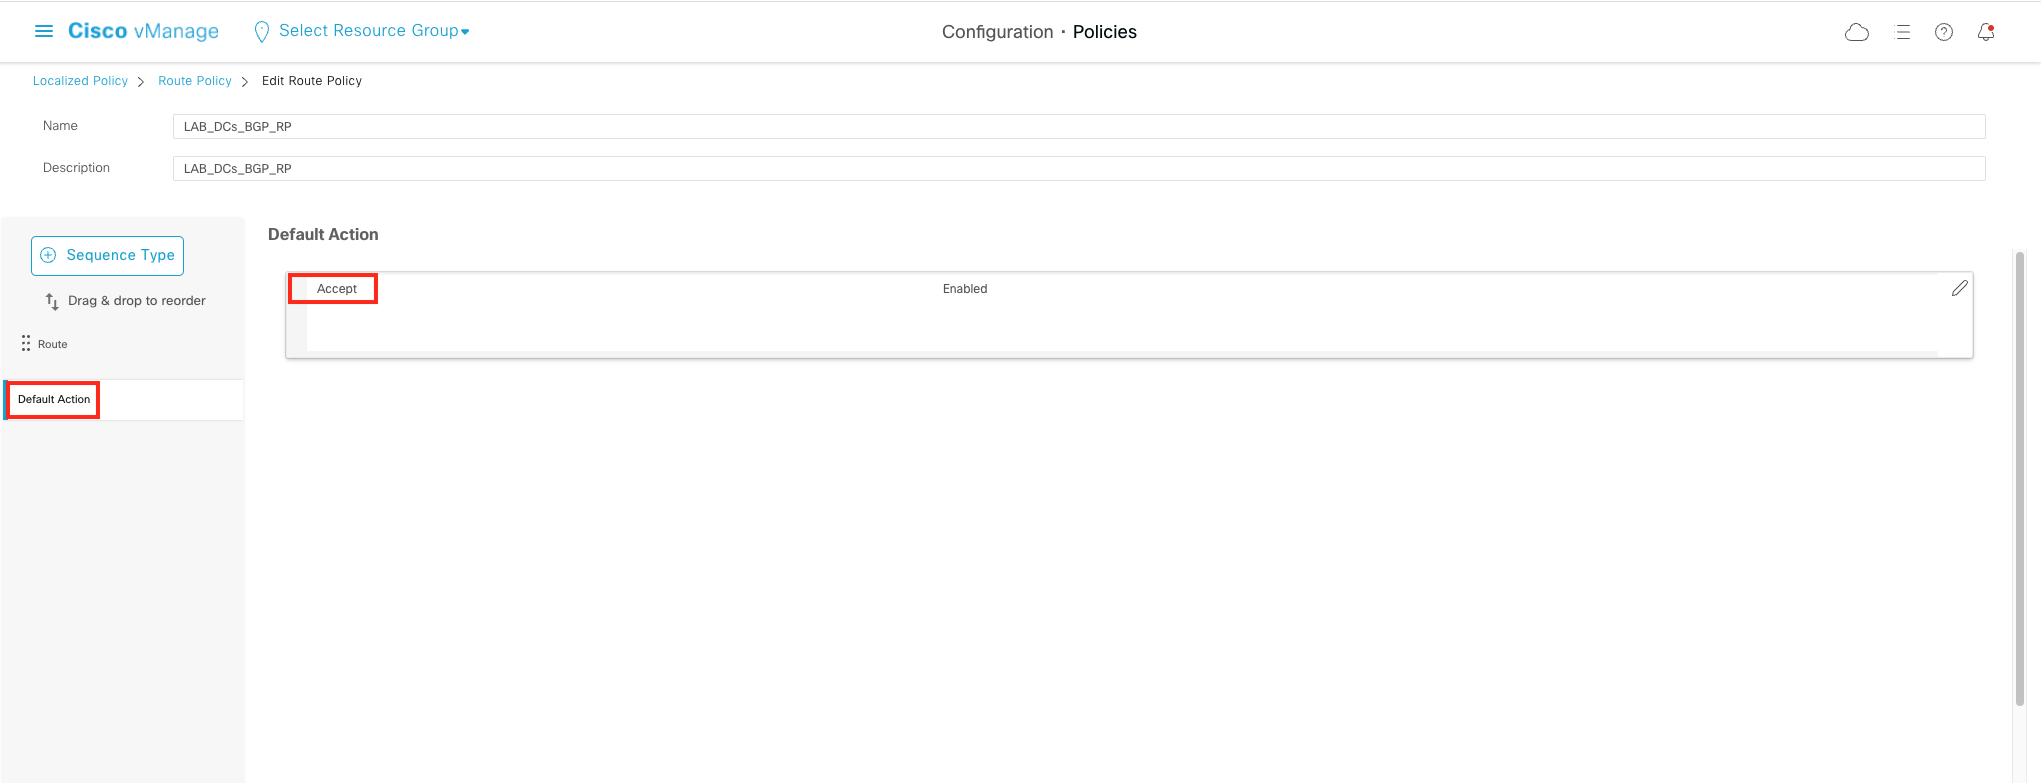 Cisco vManage
Select Resource Group
Configuration · Policies
Localized Policy > Route Policy > Edit Route Policy
Name
LAB_DCs_BGP_RP
Description
LAB_DCs_BGP_RP
Sequence Type
Drag & drop to reorder
Route
Default Action
Default Action
Accept
Enabled